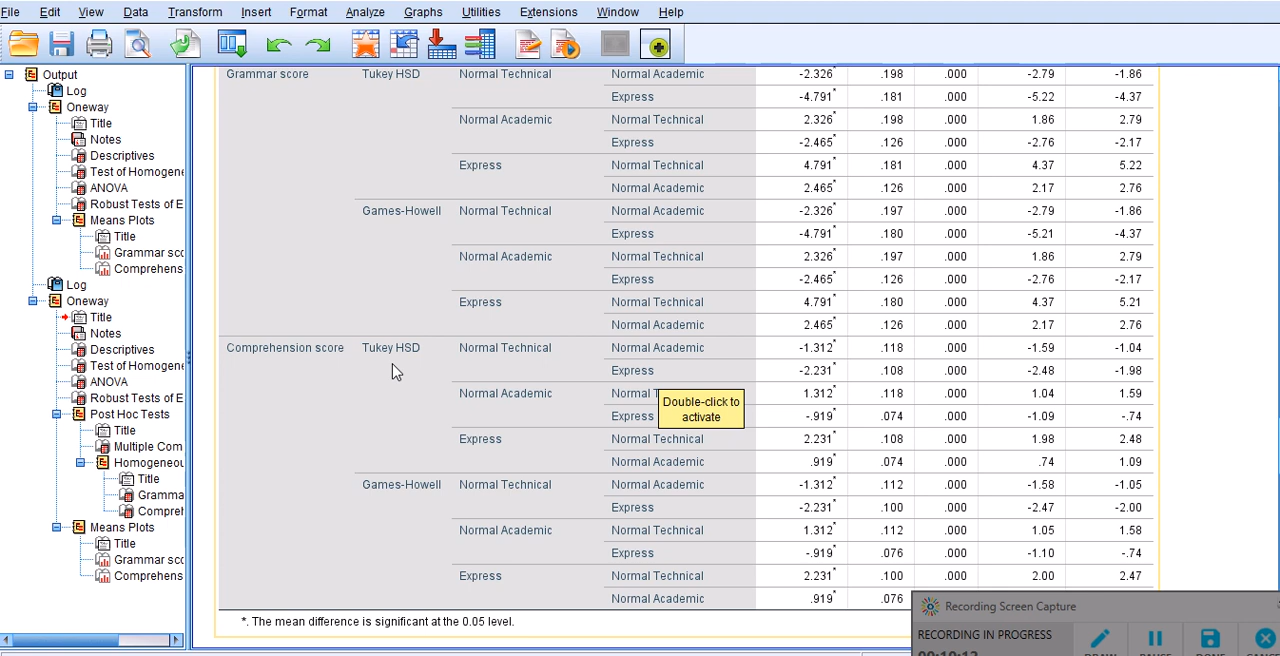 File Edit View Data Transform Insert Format Analyze Graphs Utilities Extensions Window Help
Output
Log
Oneway
Title
Notes
Descriptives
Test of Homogene
ANOVA
Robust Tests of E
Means Plots
Title
Grammar sco
Comprehens
Log
Oneway
Title
Notes
Descriptives
Test of Homogene
ANOVA
Robust Tests of E
Post Hoc Tests
Title
Multiple Com
Homogeneou
Title
Gramma
Compreh
Means Plots
Title
Grammar sco
Comprehens
Grammar score Tukey HSD Normal Technical Normal Academic -2.326* .198 .000 -2.79 -1.86
Express -4.791* .181 .000 -5.22 -4.37
Normal Academic Normal Technical 2.326* .198 .000 1.86 2.79
Express -2.465* .126 .000 -2.76 -2.17
Express Normal Technical 4.791* .181 .000 4.37 5.22
Normal Academic 2.465* .126 .000 2.17 2.76
Games-Howell Normal Technical Normal Academic -2.326* .197 .000 -2.79 -1.86
Express -4.791* .180 .000 -5.21 -4.37
Normal Academic Normal Technical 2.326* .197 .000 1.86 2.79
Express -2.465* .126 .000 -2.76 -2.17
Express Normal Technical 4.791* .180 .000 4.37 5.21
Normal Academic 2.465* .126 .000 2.17 2.76
Comprehension score Tukey HSD Normal Technical Normal Academic -1.312* .118 .000 -1.59 -1.04
Express -2.231* .108 .000 -2.48 -1.98
Normal Academic Normal T 1.312* .118 .000 1.04 1.59
Express -.919* .074 .000 -1.09 -.74
Express Normal Technical 2.231* .108 .000 1.98 2.48
Normal Academic .919* .074 .000 .74 1.09
Games-Howell Normal Technical Normal Academic -1.312* .112 .000 -1.58 -1.05
Express -2.231* .100 .000 -2.47 -2.00
Normal Academic Normal Technical 1.312* .112 .000 1.05 1.58
Express -.919* .076 .000 -1.10 -.74
Express Normal Technical 2.231* .100 .000 2.00 2.47
Normal Academic .919* .076
*. The mean difference is significant at the 0.05 level.
Double-click to
activate
Recording Screen Capture
RECORDING IN PROGRESS